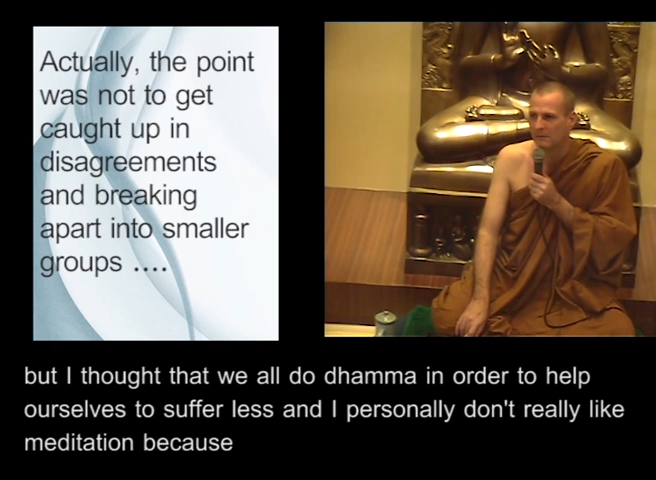 Actually, the point
was not to get
caught up in
disagreements
and breaking
apart into smaller
groups ....
but I thought that we all do dhamma in order to help
ourselves to suffer less and I personally don't really like
meditation because